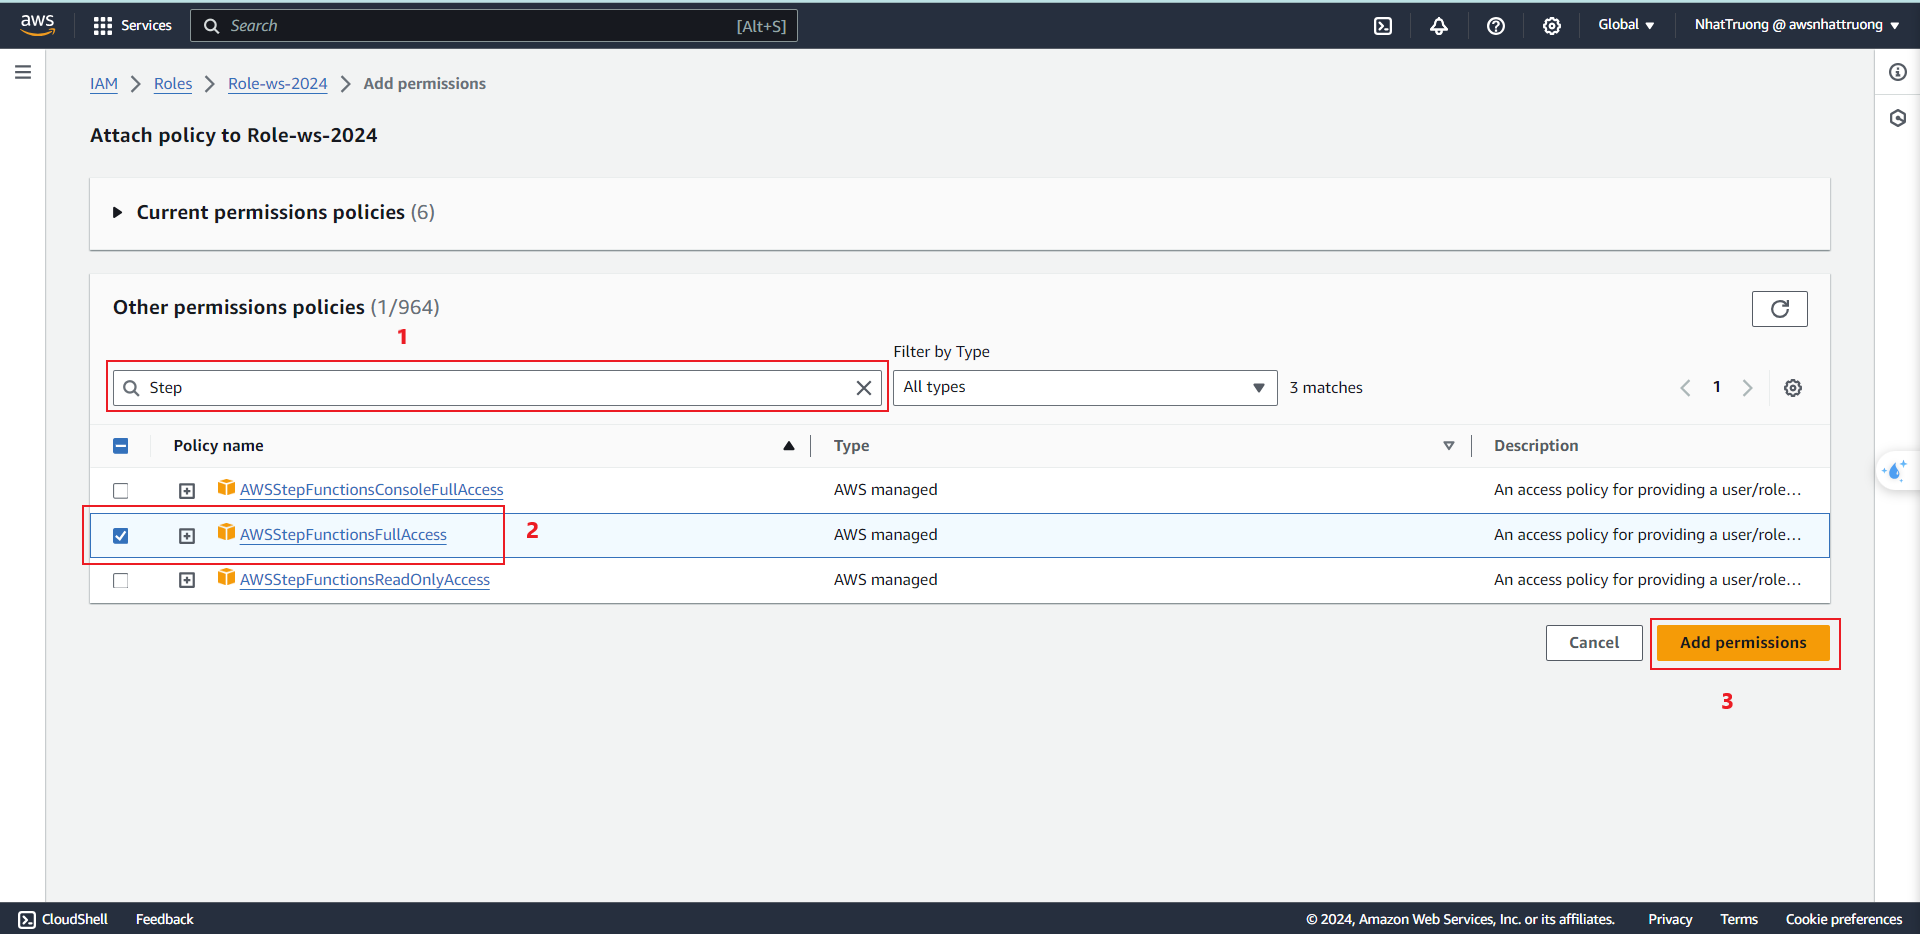 aws Services Search [Alt+S] Global NhatTruong @ awsnhattruong
IAM Roles Role-ws-2024 Add permissions
Attach policy to Role-ws-2024
Current permissions policies (6)
Other permissions policies (1/964)
1
Filter by Type
Step All types 3 matches 1
Policy name Type Description
AWSStepFunctionsConsoleFullAccess AWS managed An access policy for providing a user/role…
AWSStepFunctionsFullAccess 2 AWS managed An access policy for providing a user/role…
AWSStepFunctionsReadOnlyAccess AWS managed An access policy for providing a user/role…
Cancel Add permissions
3
CloudShell Feedback © 2024, Amazon Web Services, Inc. or its affiliates. Privacy Terms Cookie preferences